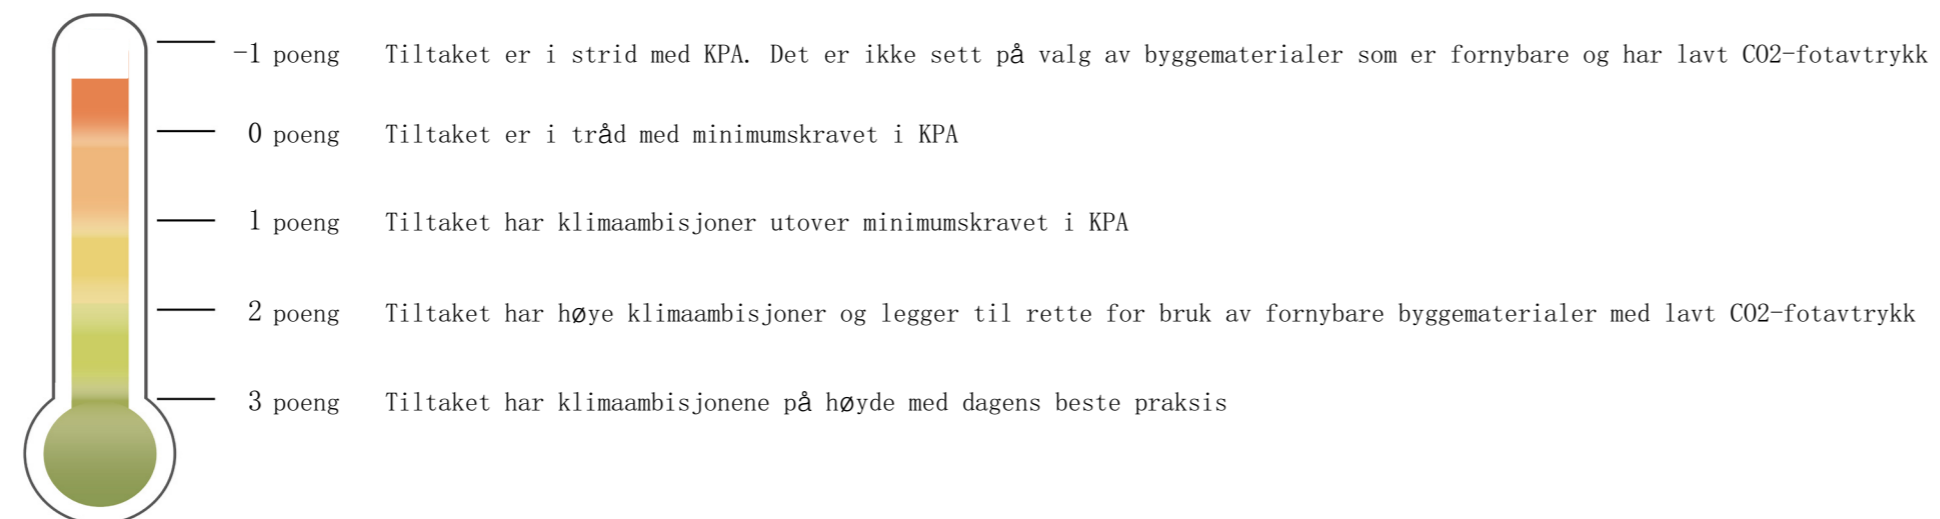 -1 poeng Tiltaket er i strid med KPA. Det er ikke sett på valg av byggematerialer som er fornybare og har lavt CO2-fotavtrykk
0 poeng Tiltaket er i tråd med minimumskravet i KPA
1 poeng Tiltaket har klimaambisjoner utover minimumskravet i KPA
2 poeng Tiltaket har høye klimaambisjoner og legger til rette for bruk av fornybare byggematerialer med lavt CO2-fotavtrykk
3 poeng Tiltaket har klimaambisjonene på høyde med dagens beste praksis